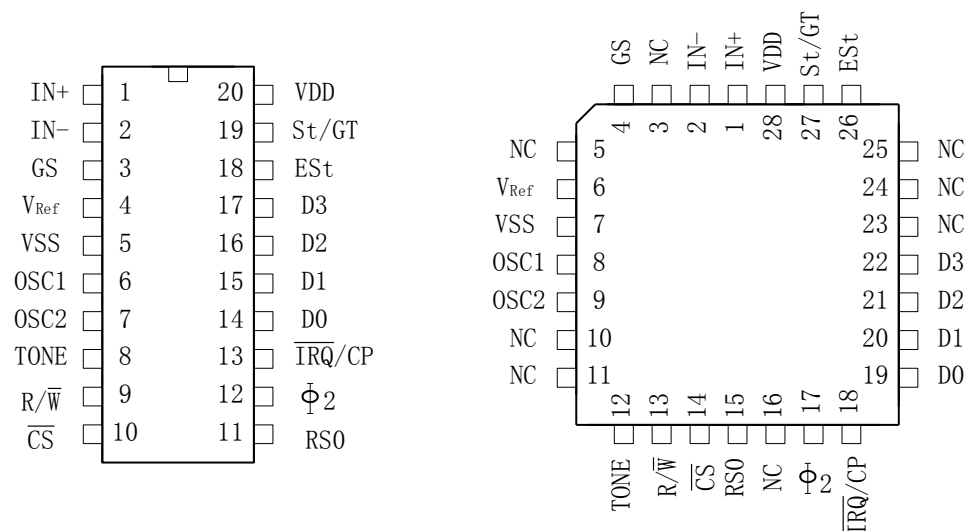 IN+ 1 20 VDD
IN- 2 19 St/GT
GS 3 18 ESt
VRef 4 17 D3
VSS 5 16 D2
OSC1 6 15 D1
OSC2 7 14 D0
TONE 8 13 I̅R̅Q̅/CP
R/W̅ 9 12 Φ2
C̅S̅ 10 11 RS0
GS NC IN- IN+ VDD St/GT ESt
4 3 2 1 28 27 26
NC 5 25 NC
VRef 6 24 NC
VSS 7 23 NC
OSC1 8 22 D3
OSC2 9 21 D2
NC 10 20 D1
NC 11 19 D0
12 13 14 15 16 17 18
TONE R/W̅ C̅S̅ RS0 NC Φ2 I̅R̅Q̅/CP